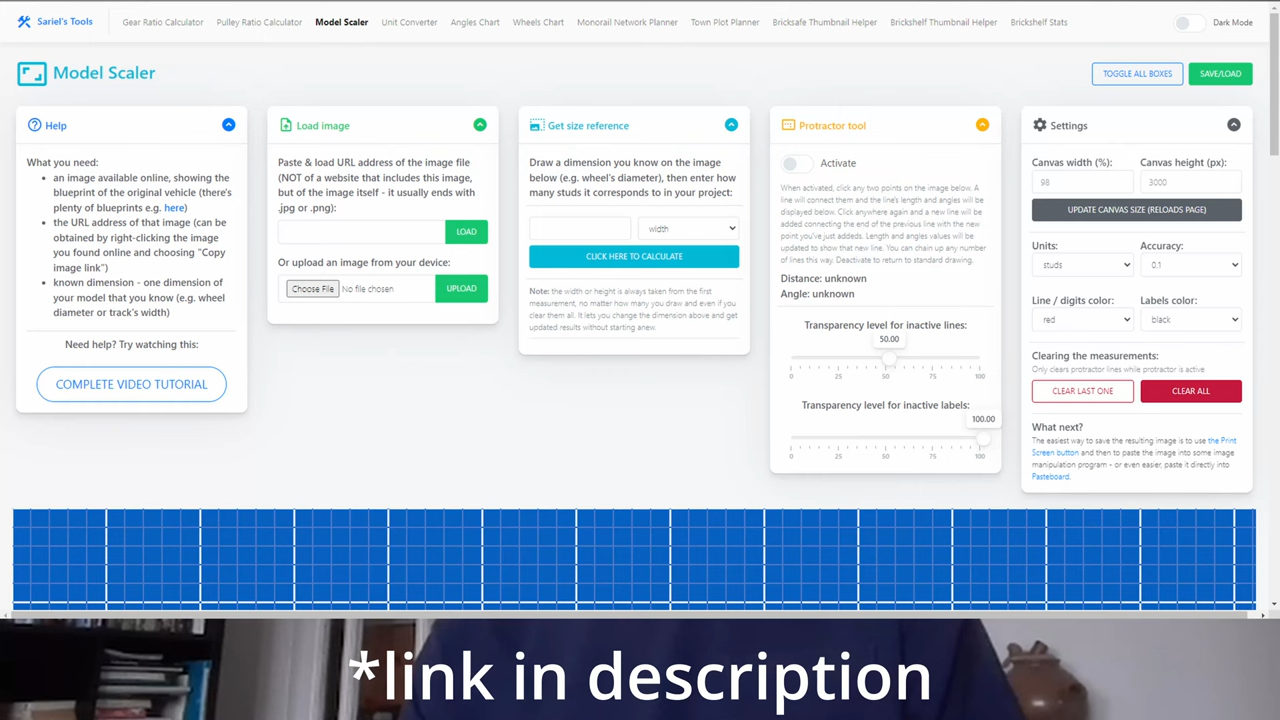 Sariel's Tools
Gear Ratio Calculator
Pulley Ratio Calculator
Model Scaler
Unit Converter
Angles Chart
Wheels Chart
Monorail Network Planner
Town Plot Planner
Bricksafe Thumbnail Helper
Brickshelf Thumbnail Helper
Brickshelf Stats
Dark Mode
Model Scaler
TOGGLE ALL BOXES
SAVE/LOAD
Help
What you need:
an image available online, showing the
blueprint of the original vehicle (there's
plenty of blueprints e.g. here)
the URL address of that image (can be
obtained by right-clicking the image
you found online and choosing "Copy
image link")
known dimension - one dimension of
your model that you know (e.g. wheel
diameter or track's width)
Need help? Try watching this:
COMPLETE VIDEO TUTORIAL
Load image
Paste & load URL address of the image file
(NOT of a website that includes this image,
but of the image itself - it usually ends with
.jpg or .png):
LOAD
Or upload an image from your device:
Choose File No file chosen
UPLOAD
Get size reference
Draw a dimension you know on the image
below (e.g. wheel's diameter), then enter how
many studs it corresponds to in your project:
width
CLICK HERE TO CALCULATE
Note: the width or height is always taken from the first
measurement, no matter how many you draw and even if you
clear them all. It lets you change the dimension above and get
updated results without starting anew.
Protractor tool
Activate
When activated, click any two points on the image below. A
line will connect them and the line's length and angles will be
displayed below. Click anywhere again and a new line will be
added connecting the end of the previous line with the new
point you've just addded. Length and angles values will be
updated to show that new line. You can chain up any number
of lines this way. Deactivate to return to standard drawing.
Distance: unknown
Angle: unknown
Transparency level for inactive lines:
50.00
0 25 50 75 100
Transparency level for inactive labels:
100.00
0 25 50 75 100
Settings
Canvas width (%): Canvas height (px):
98 3000
UPDATE CANVAS SIZE (RELOADS PAGE)
Units: Accuracy:
studs 0.1
Line / digits color: Labels color:
red black
Clearing the measurements:
Only clears protractor lines while protractor is active
CLEAR LAST ONE CLEAR ALL
What next?
The easiest way to save the resulting image is to use the Print
Screen button and then to paste the image into some image
manipulation program - or even easier, paste it directly into
Pasteboard.
*link in description